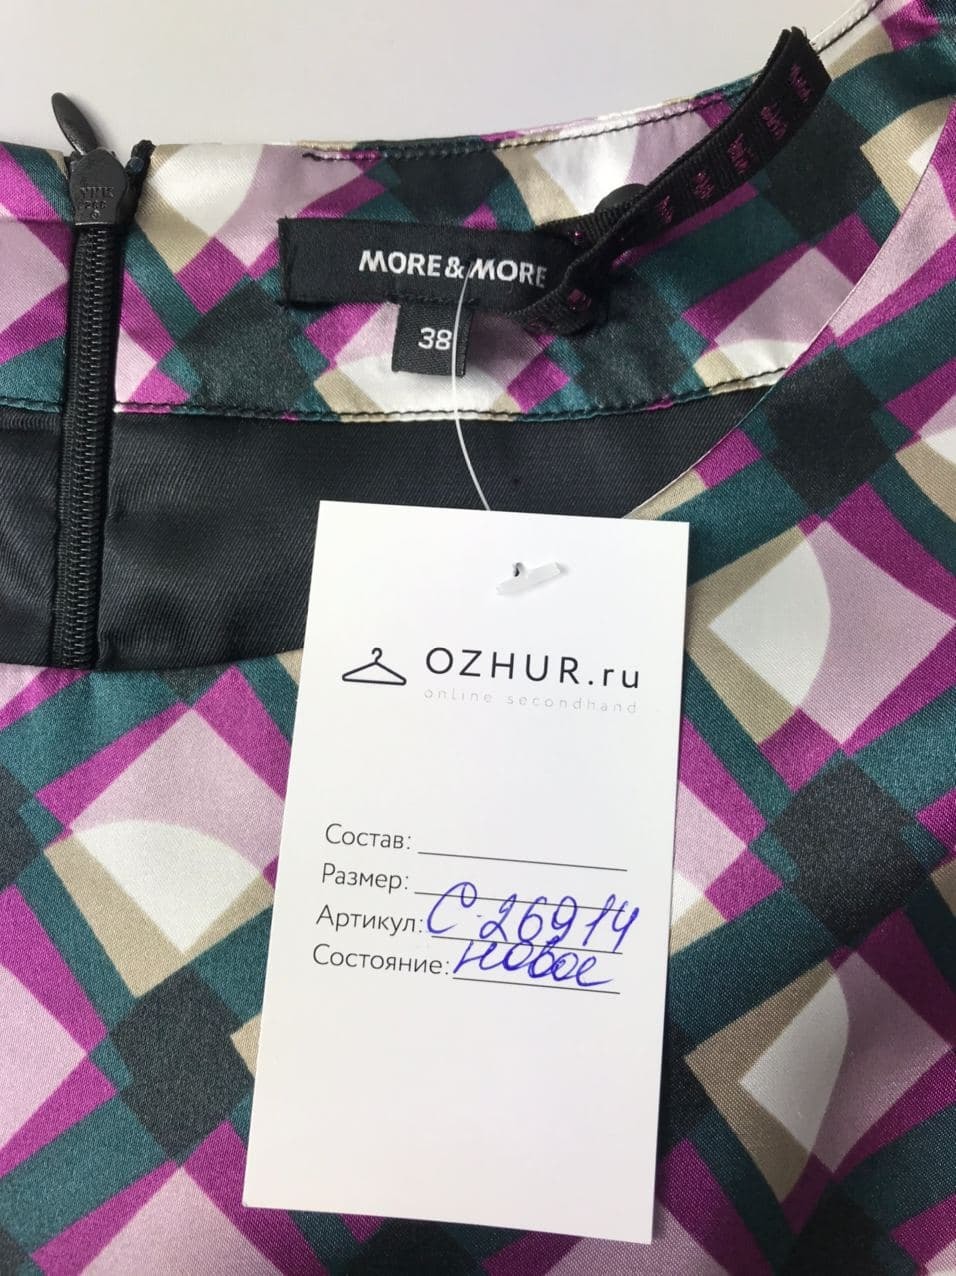 MORE & MORE
38
OZHUR.ru
online secondhand
Состав:
Размер:
Артикул: С-26914
Состояние: новое